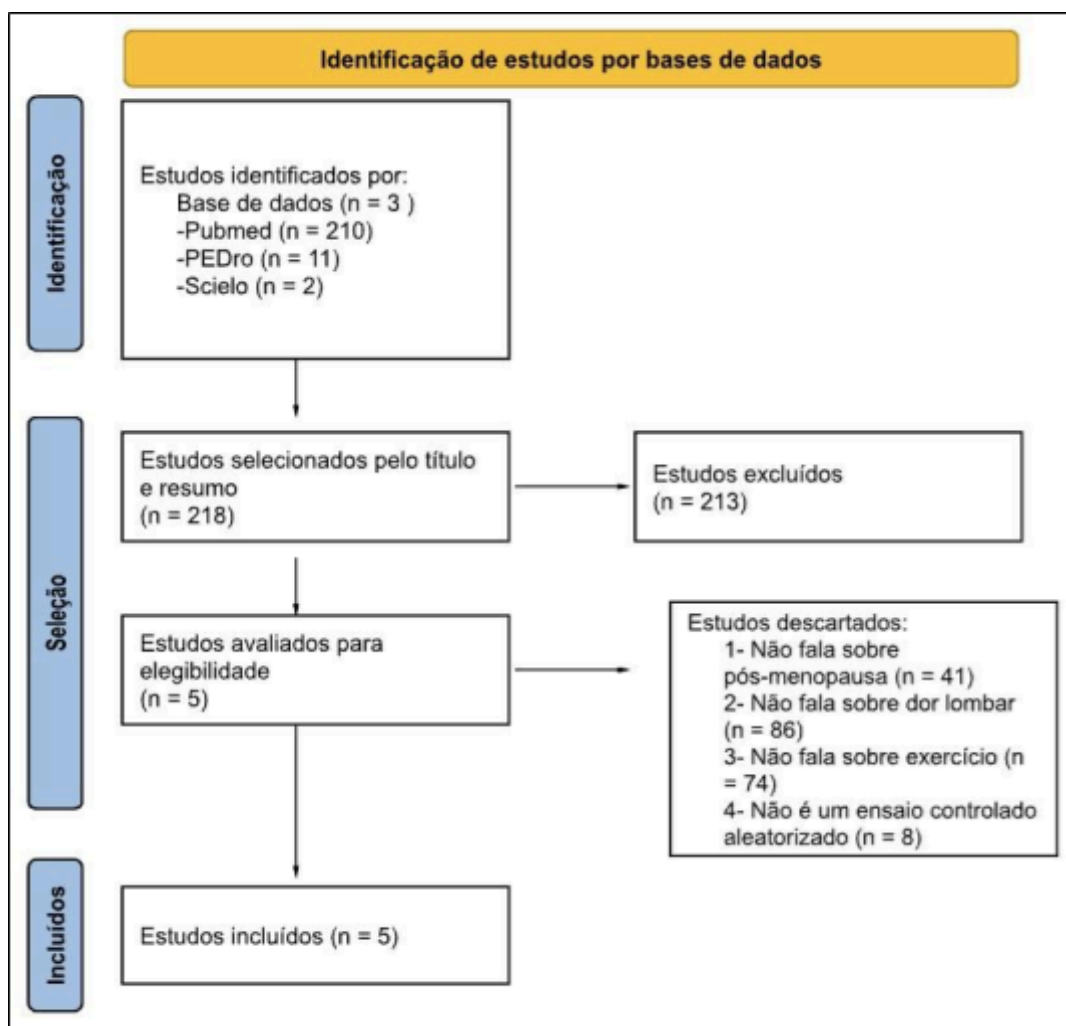 Identificação de estudos por bases de dados
Identificação
Estudos identificados por:
Base de dados (n = 3 )
-Pubmed (n = 210)
-PEDro (n = 11)
-Scielo (n = 2)
Seleção
Estudos selecionados pelo título
e resumo
(n = 218)
Estudos excluídos
(n = 213)
Estudos avaliados para
elegibilidade
(n = 5)
Estudos descartados:
1- Não fala sobre
pós-menopausa (n = 41)
2- Não fala sobre dor lombar
(n = 86)
3- Não fala sobre exercício (n
= 74)
4- Não é um ensaio controlado
aleatorizado (n = 8)
Incluídos
Estudos incluídos (n = 5)